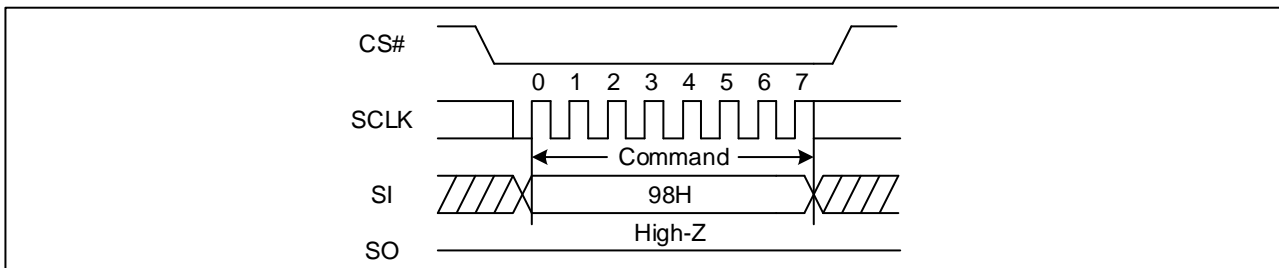 CS#
0 1 2 3 4 5 6 7
SCLK
Command
SI
98H
High-Z
SO